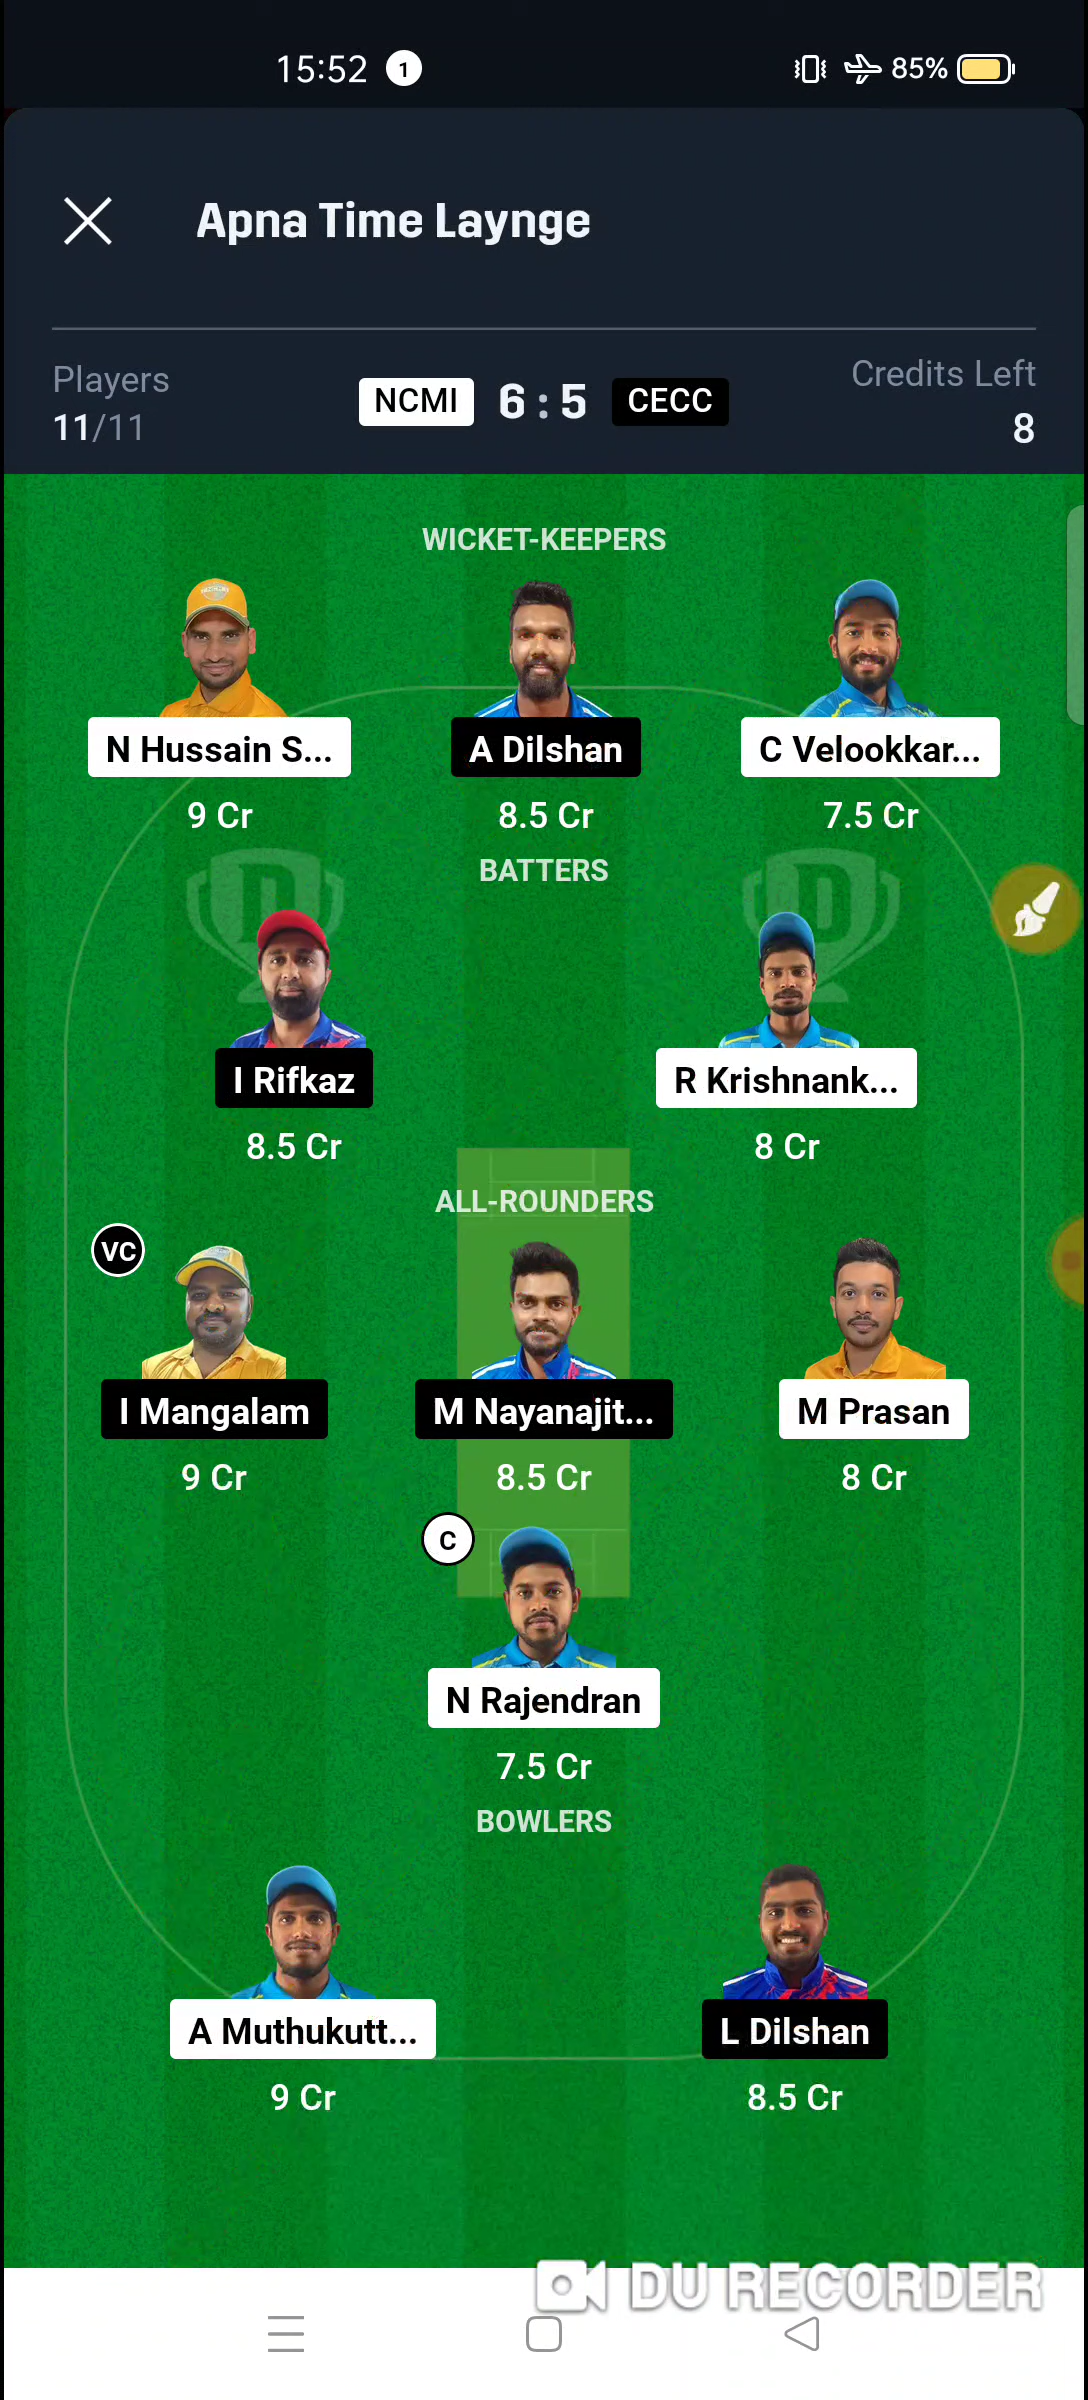 15:52 1 85%
Apna Time Laynge
Players
11/11
NCMI 6 : 5 CECC
Credits Left
8
WICKET-KEEPERS
N Hussain S... A Dilshan C Velookkar...
9 Cr 8.5 Cr 7.5 Cr
BATTERS
I Rifkaz R Krishnank...
8.5 Cr 8 Cr
ALL-ROUNDERS
VC
I Mangalam M Nayanajit... M Prasan
9 Cr 8.5 Cr 8 Cr
C
N Rajendran
7.5 Cr
BOWLERS
A Muthukutt... L Dilshan
9 Cr 8.5 Cr
DU RECORDER